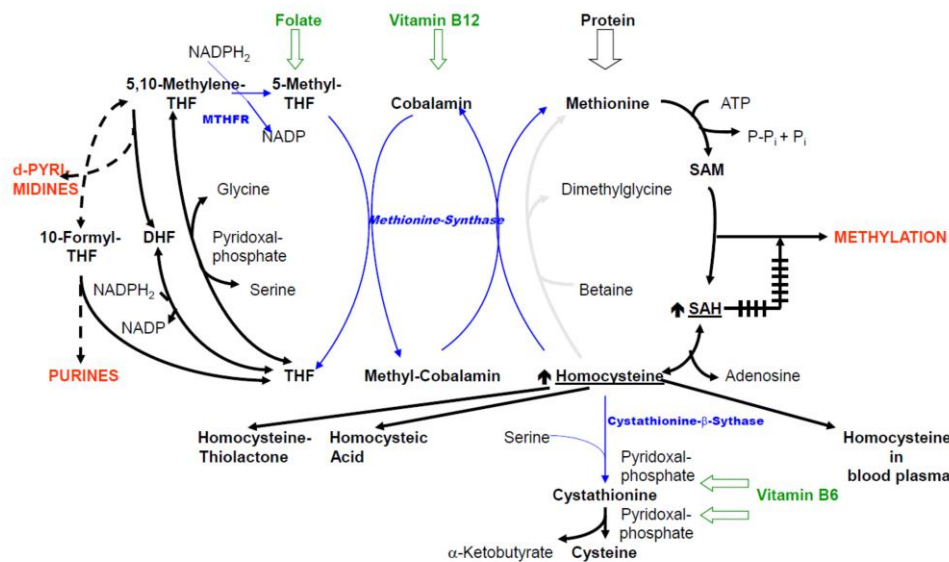 Folate
Vitamin B12
Protein
NADPH2
5,10-Methylene-
THF
5-Methyl-
THF
MTHFR
NADP
Cobalamin
Methionine
ATP
P-Pi + Pi
SAM
d-PYRI-
MIDINES
Glycine
Dimethylglycine
Methionine-Synthase
10-Formyl-
THF
DHF
Pyridoxal-
phosphate
METHYLATION
NADPH2
Serine
Betaine
SAH
NADP
PURINES
THF
Methyl-Cobalamin
Homocysteine
Adenosine
Homocysteine-
Thiolactone
Homocysteic
Acid
Serine
Cystathionine-β-Sythase
Homocysteine
in
blood plasma
Pyridoxal-
phosphate
Cystathionine
Vitamin B6
Pyridoxal-
phosphate
α-Ketobutyrate
Cysteine